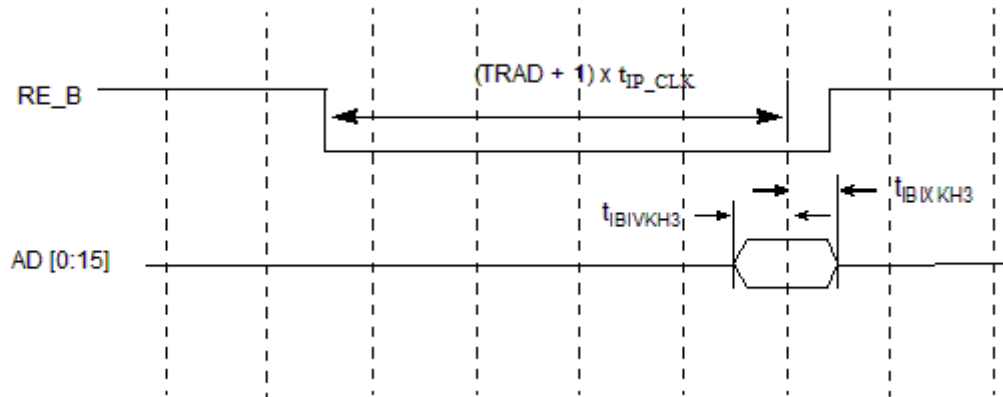 (TRAD + 1) x tIP_CLK
RE_B
tIBIXKH3
tIBIVKH3
AD [0:15]